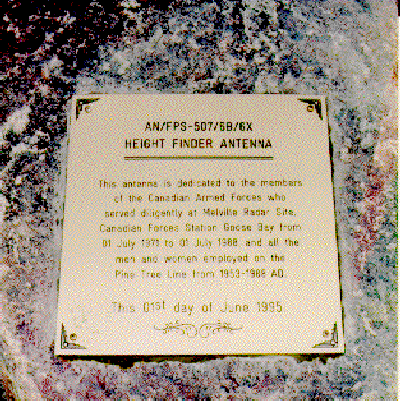 AN/FPS-507/6B/6X
HEIGHT FINDER ANTENNA
This antenna is dedicated to the members
of the Canadian Armed Forces who
served diligently at Melville Radar Site,
Canadian Forces Station Goose Bay from
01 July to 01 July 1988 and all the
men and women employed on the
Pine Tree Line from 1953-1988 AD.
This 01st day of June 1995